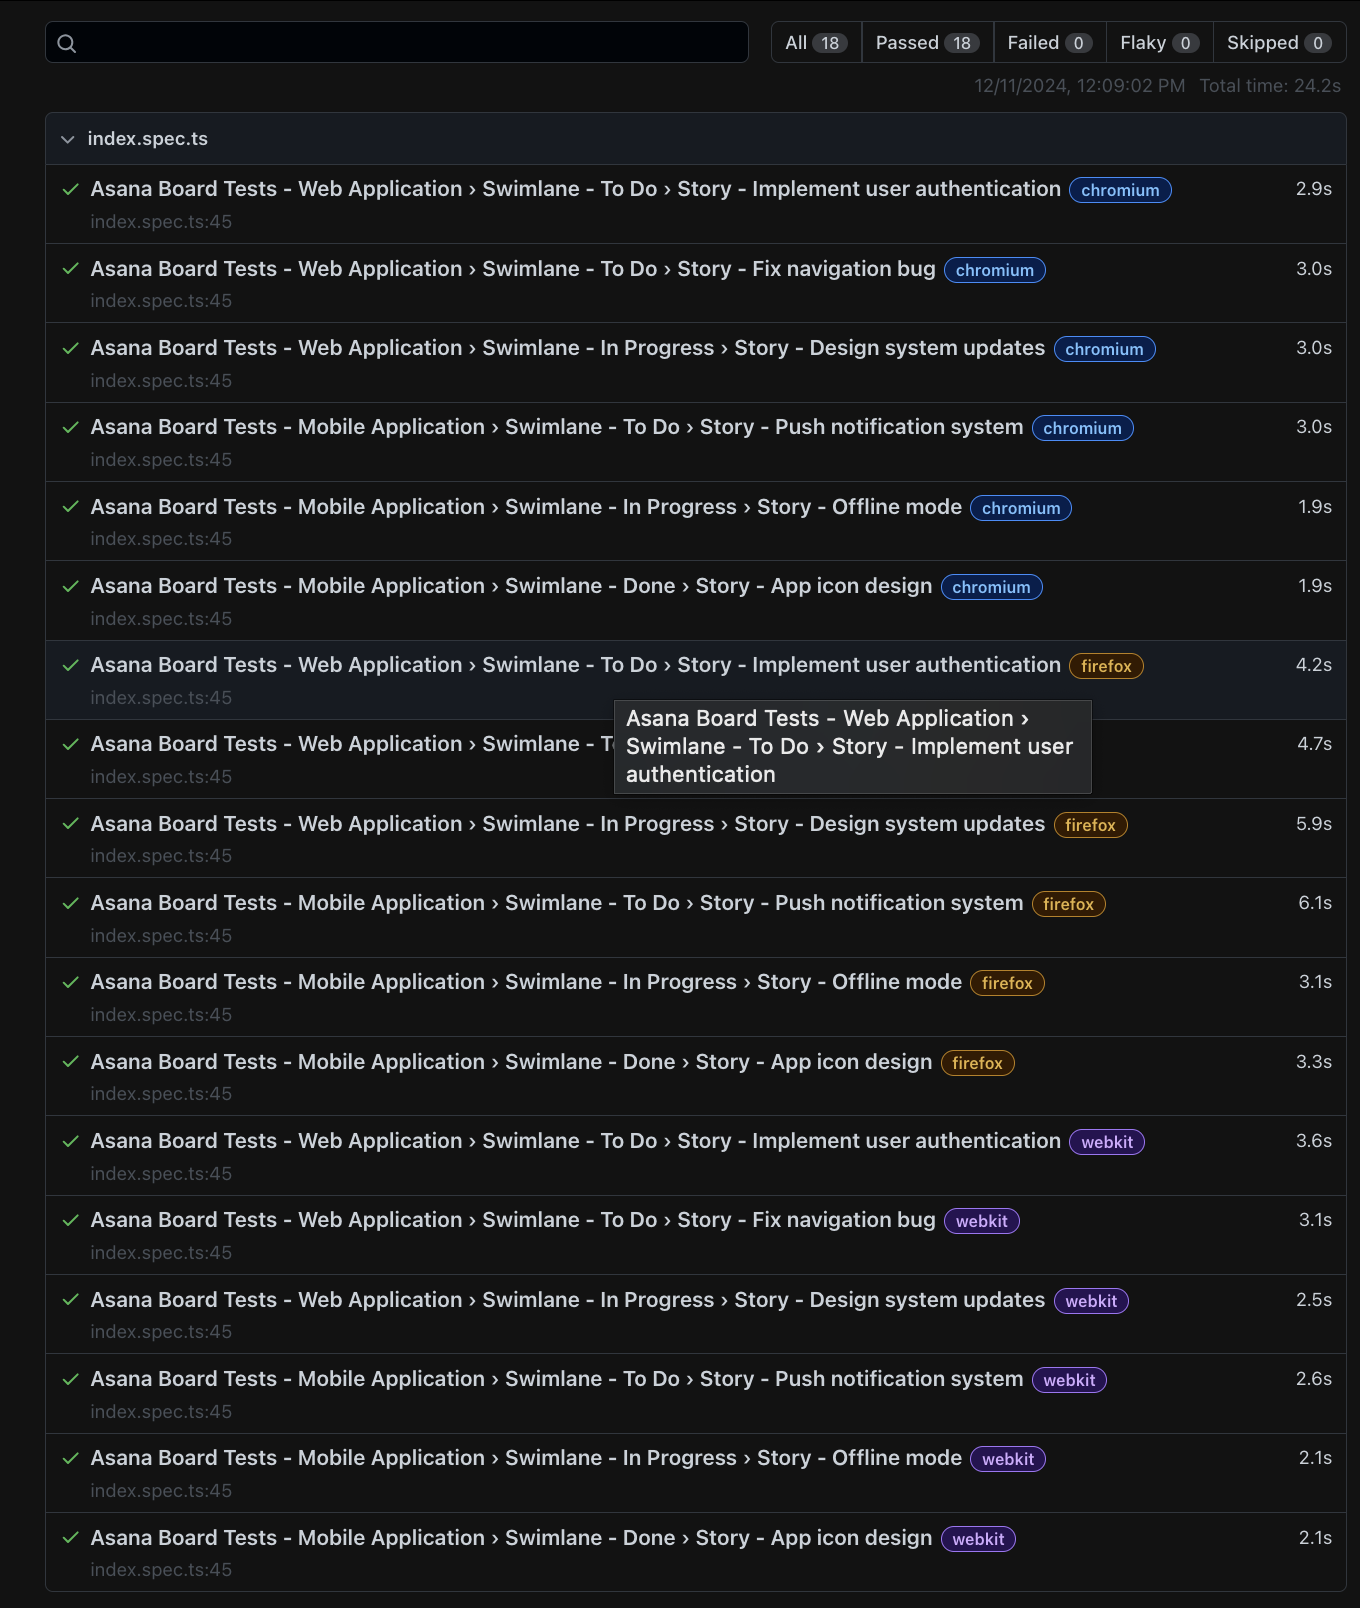 All 18 Passed 18 Failed 0 Flaky 0 Skipped 0
12/11/2024, 12:09:02 PM Total time: 24.2s
index.spec.ts
Asana Board Tests - Web Application › Swimlane - To Do › Story - Implement user authentication chromium 2.9s
index.spec.ts:45
Asana Board Tests - Web Application › Swimlane - To Do › Story - Fix navigation bug chromium 3.0s
index.spec.ts:45
Asana Board Tests - Web Application › Swimlane - In Progress › Story - Design system updates chromium 3.0s
index.spec.ts:45
Asana Board Tests - Mobile Application › Swimlane - To Do › Story - Push notification system chromium 3.0s
index.spec.ts:45
Asana Board Tests - Mobile Application › Swimlane - In Progress › Story - Offline mode chromium 1.9s
index.spec.ts:45
Asana Board Tests - Mobile Application › Swimlane - Done › Story - App icon design chromium 1.9s
index.spec.ts:45
Asana Board Tests - Web Application › Swimlane - To Do › Story - Implement user authentication firefox 4.2s
index.spec.ts:45
Asana Board Tests - Web Application ›
Swimlane - To Do › Story - Implement user
authentication
Asana Board Tests - Web Application › Swimlane - 4.7s
index.spec.ts:45
Asana Board Tests - Web Application › Swimlane - In Progress › Story - Design system updates firefox 5.9s
index.spec.ts:45
Asana Board Tests - Mobile Application › Swimlane - To Do › Story - Push notification system firefox 6.1s
index.spec.ts:45
Asana Board Tests - Mobile Application › Swimlane - In Progress › Story - Offline mode firefox 3.1s
index.spec.ts:45
Asana Board Tests - Mobile Application › Swimlane - Done › Story - App icon design firefox 3.3s
index.spec.ts:45
Asana Board Tests - Web Application › Swimlane - To Do › Story - Implement user authentication webkit 3.6s
index.spec.ts:45
Asana Board Tests - Web Application › Swimlane - To Do › Story - Fix navigation bug webkit 3.1s
index.spec.ts:45
Asana Board Tests - Web Application › Swimlane - In Progress › Story - Design system updates webkit 2.5s
index.spec.ts:45
Asana Board Tests - Mobile Application › Swimlane - To Do › Story - Push notification system webkit 2.6s
index.spec.ts:45
Asana Board Tests - Mobile Application › Swimlane - In Progress › Story - Offline mode webkit 2.1s
index.spec.ts:45
Asana Board Tests - Mobile Application › Swimlane - Done › Story - App icon design webkit 2.1s
index.spec.ts:45